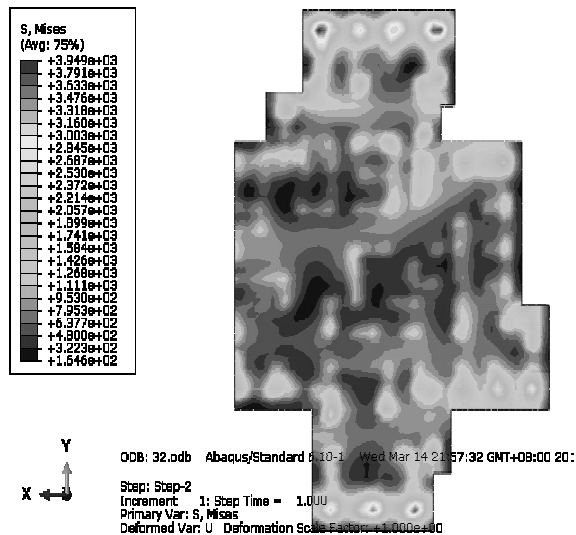 S, Mises
(Avg: 75%)
+3.949e+03
+3.791e+03
+3.633e+03
+3.476e+03
+3.318e+03
+3.160e+03
+3.003e+03
+2.845e+03
+2.687e+03
+2.530e+03
+2.372e+03
+2.214e+03
+2.057e+03
+1.899e+03
+1.741e+03
+1.584e+03
+1.426e+03
+1.268e+03
+1.111e+03
+9.530e+02
+7.953e+02
+6.377e+02
+4.800e+02
+3.223e+02
+1.646e+02
Y
X
ODB: 32.odb Abaqus/Standard 6.10-1 Wed Mar 14 21:57:32 GMT+08:00
Step: Step-2
Increment 1: Step Time = 1.000
Primary Var: S, Mises
Deformed Var: U Deformation Scale Factor: +1.000e+00